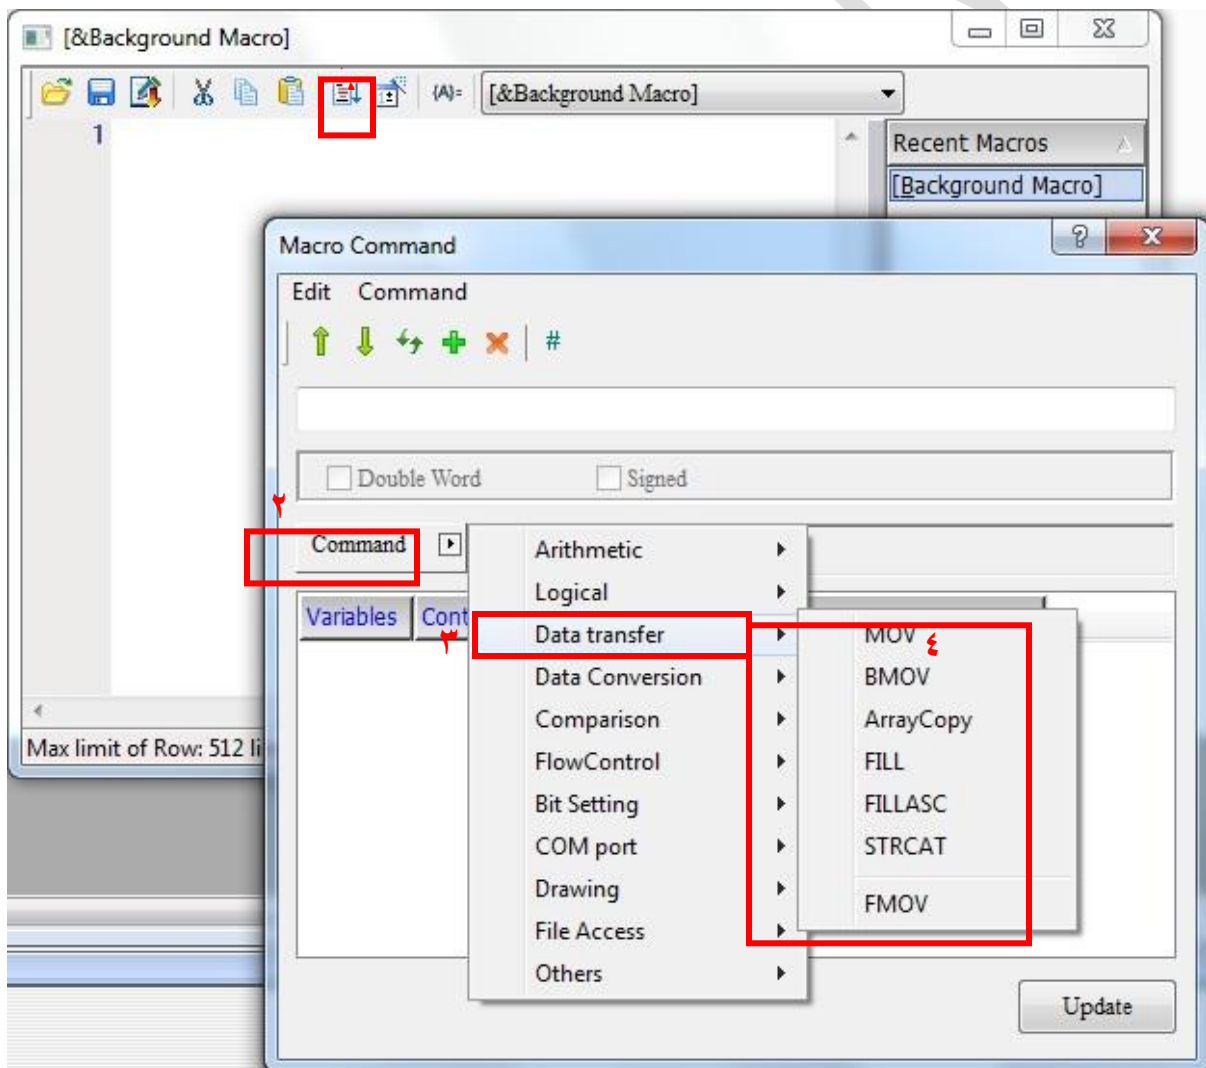 [&Background Macro]
{A}= [&Background Macro]
1
Recent Macros
[Background Macro]
Max limit of Row: 512 li
Macro Command
Edit Command
#
Double Word Signed
٢
Command
Variables Cont
٣
Arithmetic
Logical
Data transfer
Data Conversion
Comparison
FlowControl
Bit Setting
COM port
Drawing
File Access
Others
MOV ٤
BMOV
ArrayCopy
FILL
FILLASC
STRCAT
FMOV
Update